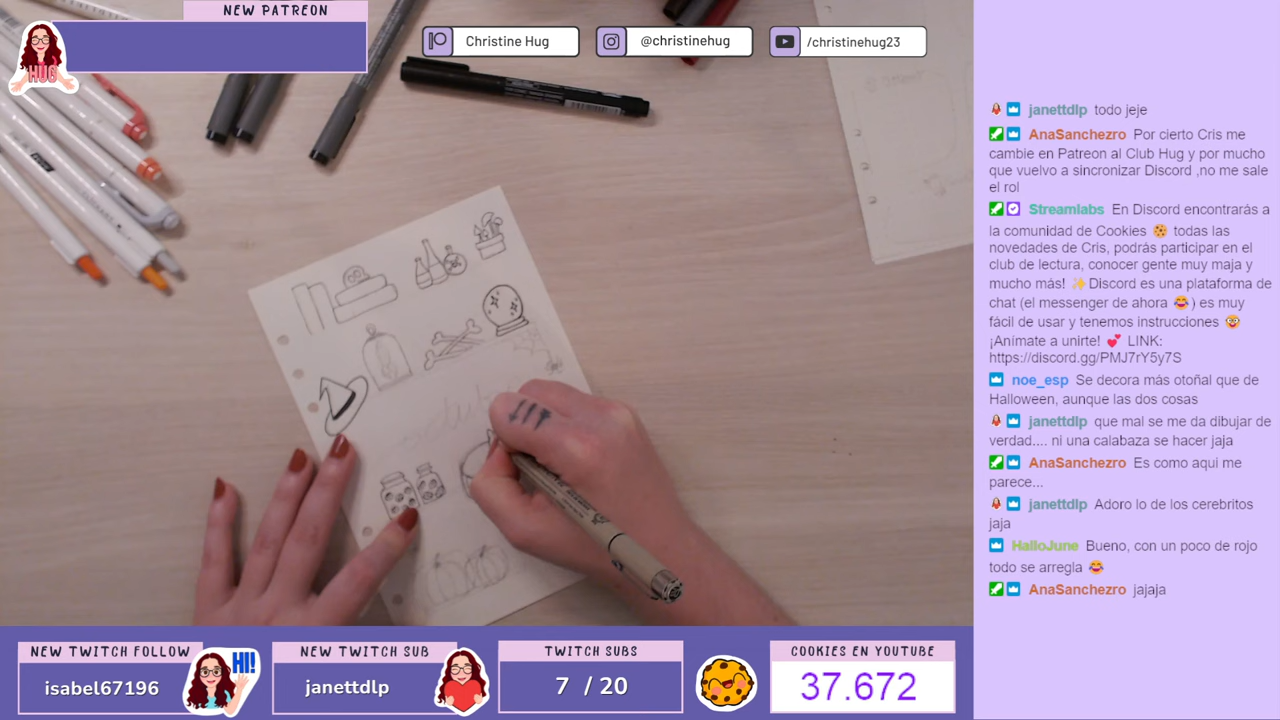 NEW PATREON
HUG
Christine Hug
@christinehug
/christinehug23
janettdlp todo jeje
AnaSanchezro Por cierto Cris me
cambie en Patreon al Club Hug y por mucho
que vuelvo a sincronizar Discord ,no me sale
el rol
Streamlabs En Discord encontrarás a
la comunidad de Cookies 🍪 todas las
novedades de Cris, podrás participar en el
club de lectura, conocer gente muy maja y
mucho más! ✨Discord es una plataforma de
chat (el messenger de ahora 😂) es muy
fácil de usar y tenemos instrucciones 🤓
¡Anímate a unirte! 💕 LINK:
https://discord.gg/PMJ7rY5y7S
noe_esp Se decora más otoñal que de
Halloween, aunque las dos cosas
janettdlp que mal se me da dibujar de
verdad.... ni una calabaza se hacer jaja
AnaSanchezro Es como aqui me
parece...
janettdlp Adoro lo de los cerebritos
jaja
HalloJune Bueno, con un poco de rojo
todo se arregla 😂
AnaSanchezro jajaja
NEW TWITCH FOLLOW
isabel67196
HI!
NEW TWITCH SUB
janettdlp
TWITCH SUBS
7 / 20
COOKIES EN YOUTUBE
37.672